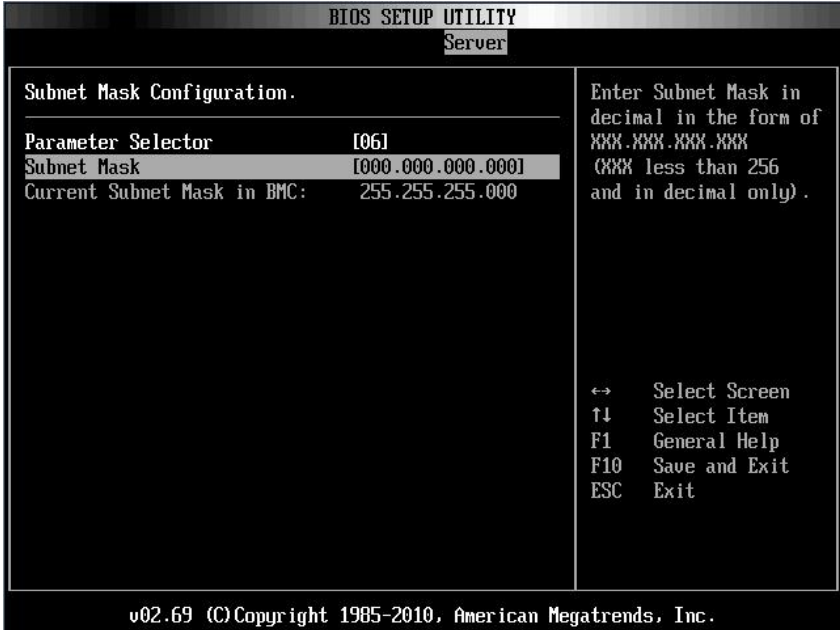 BIOS SETUP UTILITY
Server
Subnet Mask Configuration.
Parameter Selector [06]
Subnet Mask [000.000.000.000]
Current Subnet Mask in BMC: 255.255.255.000
Enter Subnet Mask in
decimal in the form of
XXX.XXX.XXX.XXX
(XXX less than 256
and in decimal only).
↔ Select Screen
↑↓ Select Item
F1 General Help
F10 Save and Exit
ESC Exit
v02.69 (C)Copyright 1985-2010, American Megatrends, Inc.